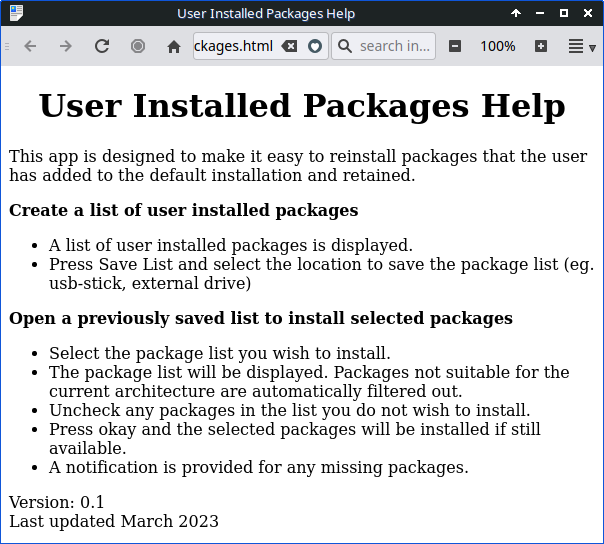 User Installed Packages Help
ckages.html
search in...
100%
User Installed Packages Help
This app is designed to make it easy to reinstall packages that the user
has added to the default installation and retained.
Create a list of user installed packages
• A list of user installed packages is displayed.
• Press Save List and select the location to save the package list (eg.
usb-stick, external drive)
Open a previously saved list to install selected packages
• Select the package list you wish to install.
• The package list will be displayed. Packages not suitable for the
current architecture are automatically filtered out.
• Uncheck any packages in the list you do not wish to install.
• Press okay and the selected packages will be installed if still
available.
• A notification is provided for any missing packages.
Version: 0.1
Last updated March 2023